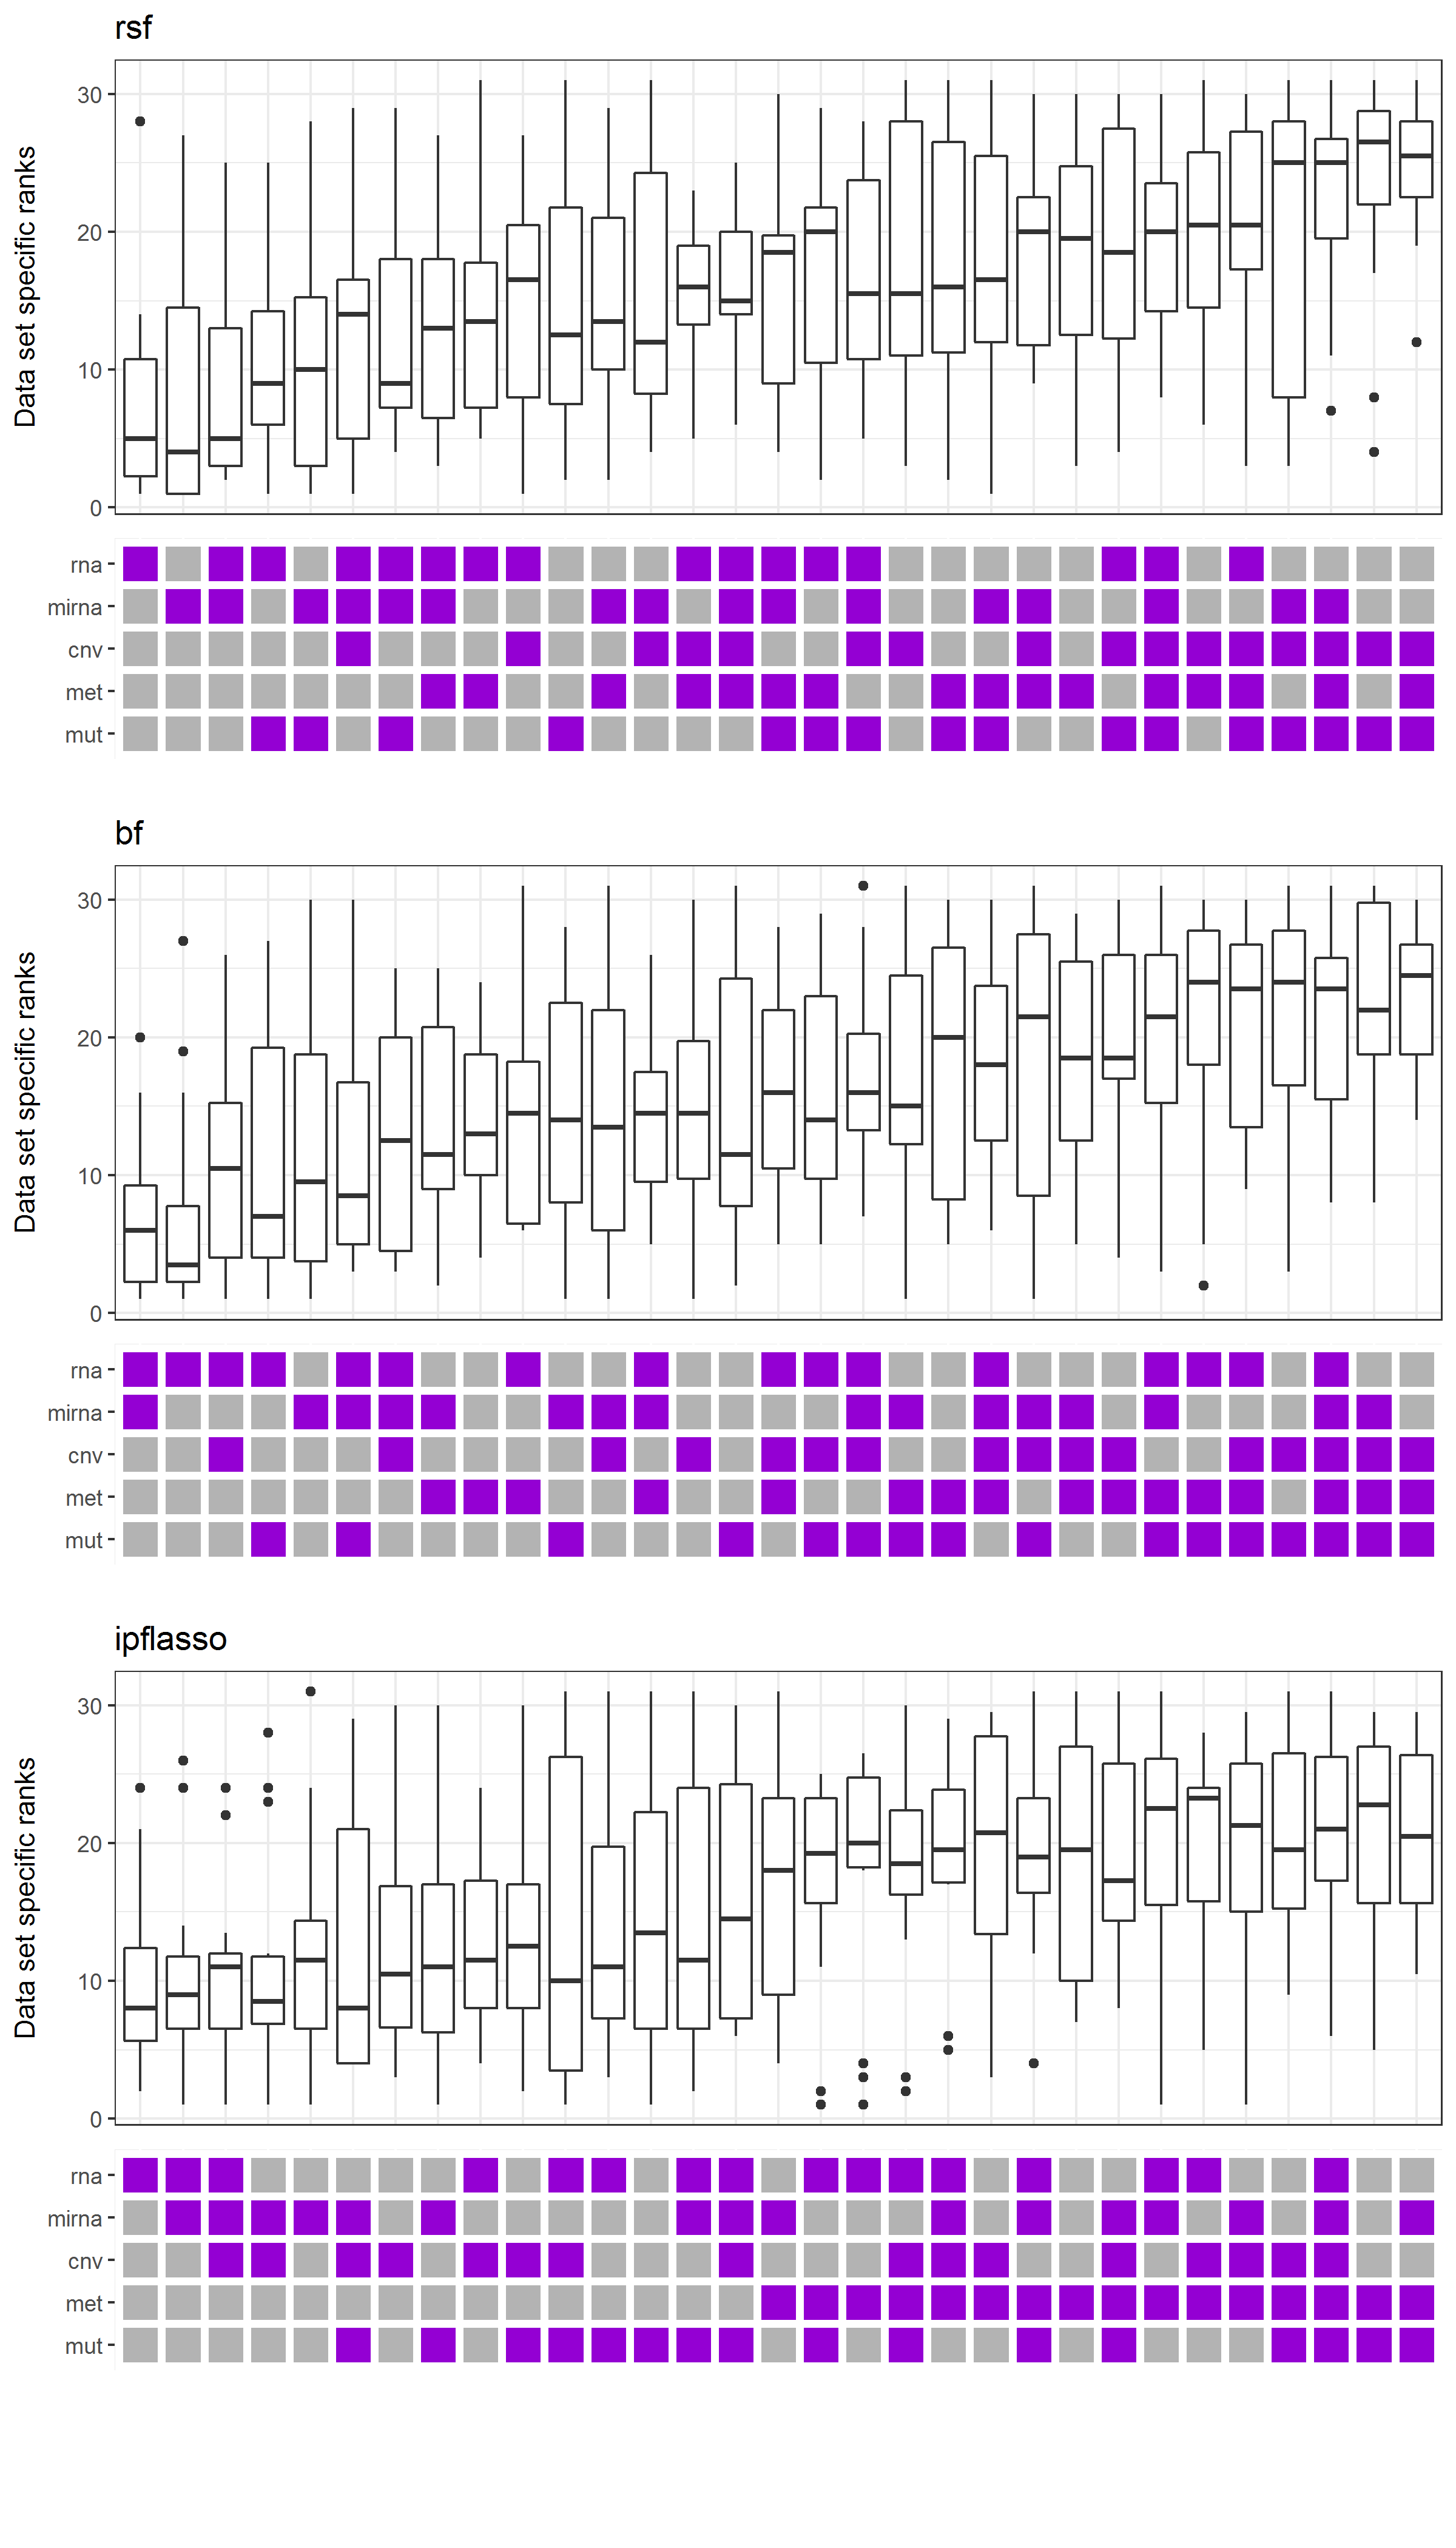 rsf
Data set specific ranks
30
20
10
0
rna
mirna
cnv
met
mut
bf
Data set specific ranks
30
20
10
0
rna
mirna
cnv
met
mut
ipflasso
Data set specific ranks
30
20
10
0
rna
mirna
cnv
met
mut